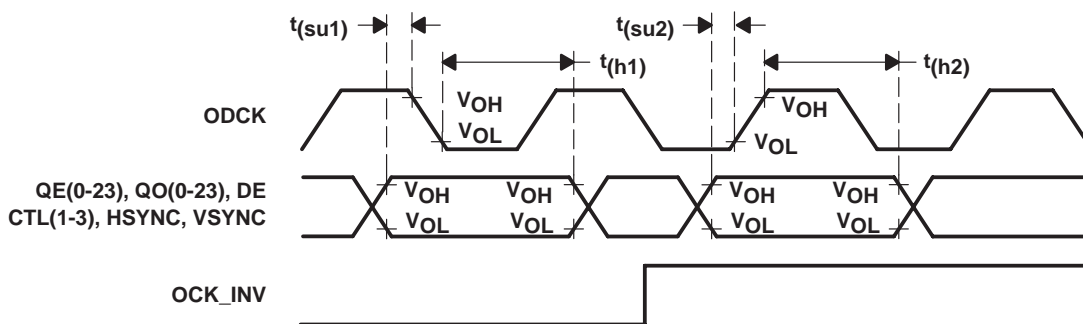 t(su1)
t(su2)
t(h1)
t(h2)
ODCK
VOH
VOL
VOH
VOL
QE(0-23), QO(0-23), DE
CTL(1-3), HSYNC, VSYNC
VOH
VOH
VOH
VOH
VOL
VOL
VOL
VOL
OCK_INV